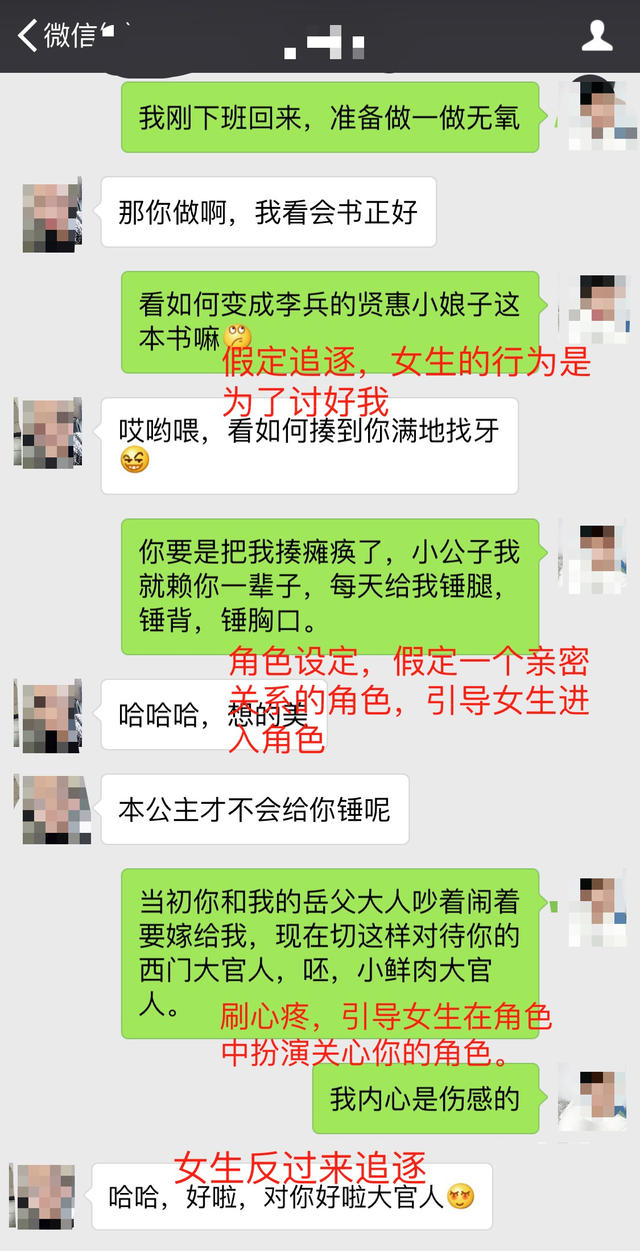 微信
我刚下班回来，准备做一做无氧
那你做啊，我看会书正好
看如何变成李兵的贤惠小娘子这
本书嘛
假定追逐，女生的行为是
为了讨好我
哎哟喂，看如何揍到你满地找牙
你要是把我揍瘫痪了，小公子我
就赖你一辈子，每天给我锤腿，
锤背，锤胸口。
角色设定，假定一个亲密
关系的角色，引导女生进
入角色
哈哈哈，想的美
本公主才不会给你锤呢
当初你和我的岳父大人吵着闹着
要嫁给我，现在切这样对待你的
西门大官人，呸，小鲜肉大官
人。
刷心疼，引导女生在角色
中扮演关心你的角色。
我内心是伤感的
女生反过来追逐
哈哈，好啦，对你好啦大官人